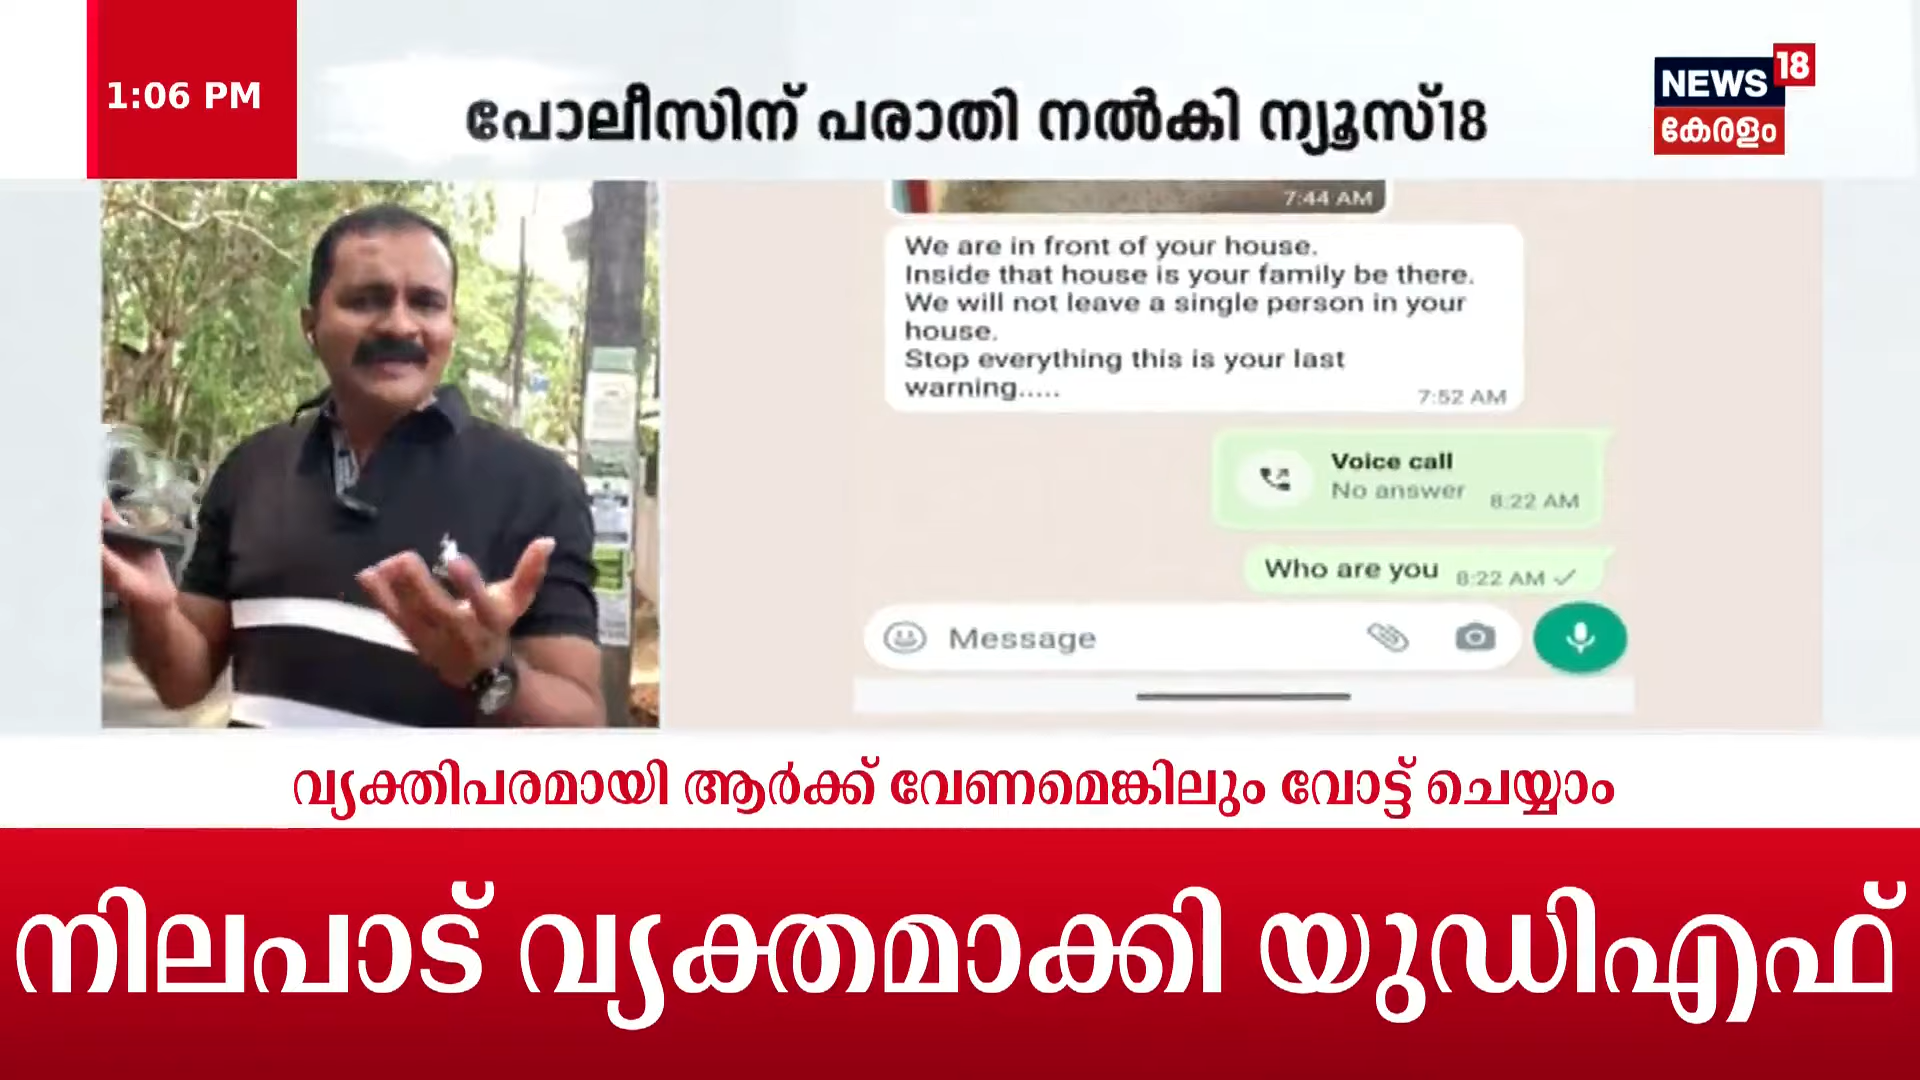 1:06 PM
പോലീസിന് പരാതി നൽകി ന്യൂസ്18
NEWS 18
കേരളം
7:44 AM
We are in front of your house.
Inside that house is your family be there.
We will not leave a single person in your
house.
Stop everything this is your last
warning.....
7:52 AM
Voice call
No answer 8:22 AM
Who are you 8:22 AM
Message
വ്യക്തിപരമായി ആർക്ക് വേണമെങ്കിലും വോട്ട് ചെയ്യാം
നിലപാട് വ്യക്തമാക്കി യുഡിഎഫ്